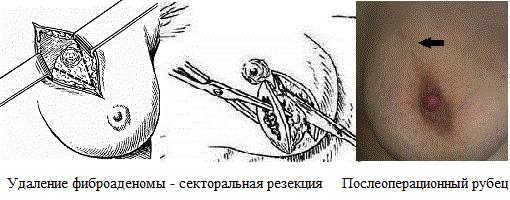 Удаление фиброаденомы - секторальная резекция Послеоперационный рубец